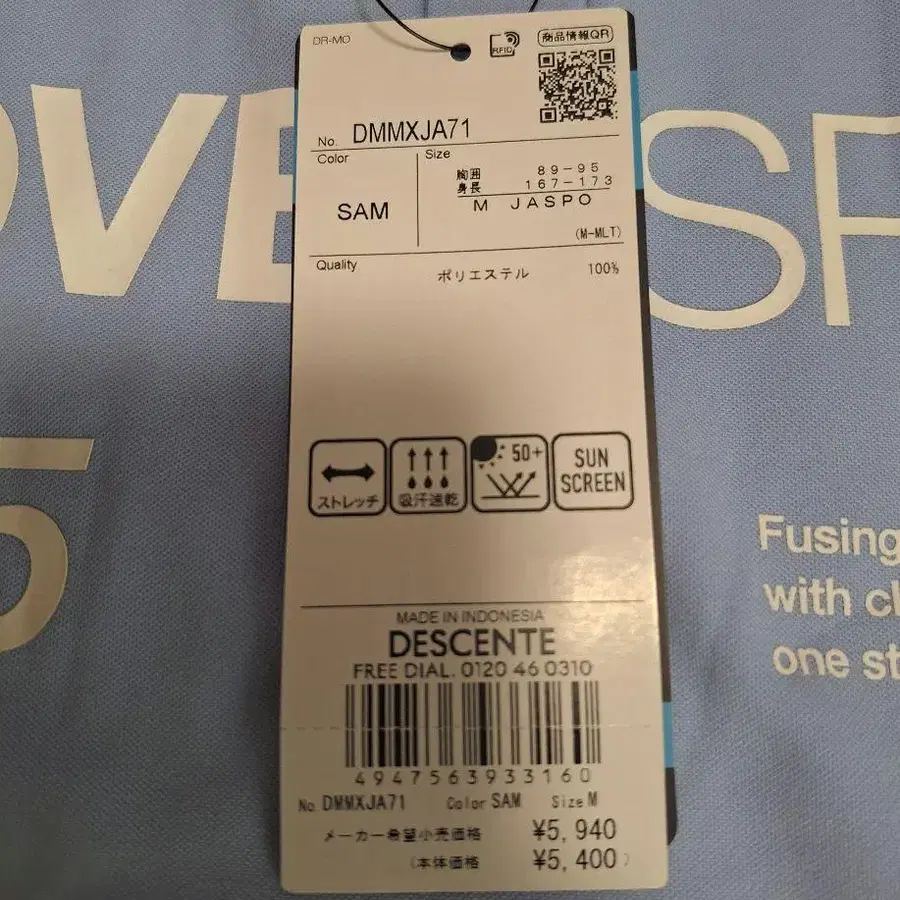 DR-MO
RFID
商品情報QR
No. DMMXJA71
Color
SAM
Size
胸囲 89-95
身長 167-173
M JASPO
(M-MLT)
Quality
ポリエステル 100%
ストレッチ
吸汗速乾
50+
SUN
SCREEN
MADE IN INDONESIA
DESCENTE
FREE DIAL. 0120 46 0310
4947563933160
No DMMXJA71 Color SAM Size M
メーカー希望小売価格 ¥5,940
(本体価格 ¥5,400)
OVE
SP
5
Fusing
with cl
one st